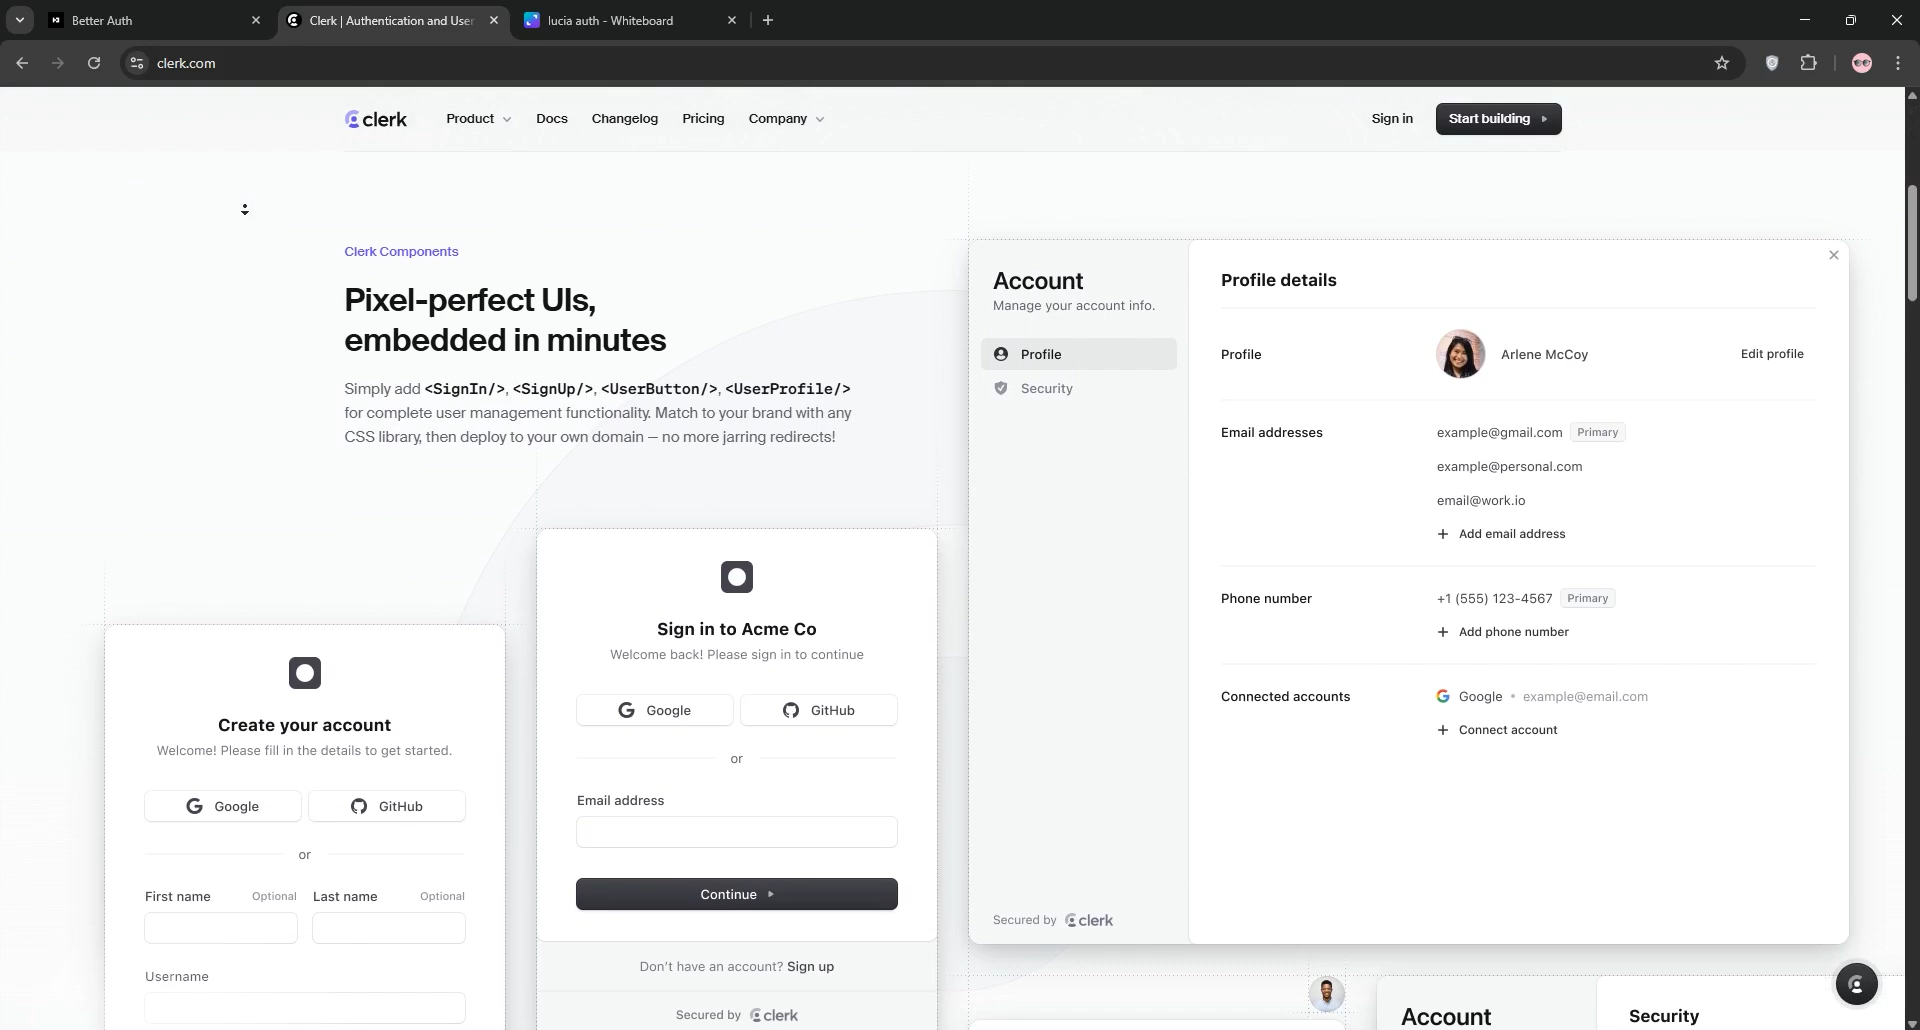 Better Auth
Clerk | Authentication and User
lucia auth - Whiteboard
clerk.com
clerk
Product
Docs
Changelog
Pricing
Company
Sign in
Start building
Clerk Components
Pixel-perfect UIs,
embedded in minutes
Simply add <SignIn/>, <SignUp/>, <UserButton/>, <UserProfile/>
for complete user management functionality. Match to your brand with any
CSS library, then deploy to your own domain — no more jarring redirects!
Create your account
Welcome! Please fill in the details to get started.
Google
GitHub
or
First name Optional
Last name Optional
Username
Sign in to Acme Co
Welcome back! Please sign in to continue
Google
GitHub
or
Email address
Continue
Don't have an account? Sign up
Secured by clerk
Account
Manage your account info.
Profile
Security
Secured by clerk
Profile details
Profile
Arlene McCoy
Edit profile
Email addresses
example@gmail.com Primary
example@personal.com
email@work.io
+ Add email address
Phone number
+1 (555) 123-4567 Primary
+ Add phone number
Connected accounts
Google • example@email.com
+ Connect account
Account
Security